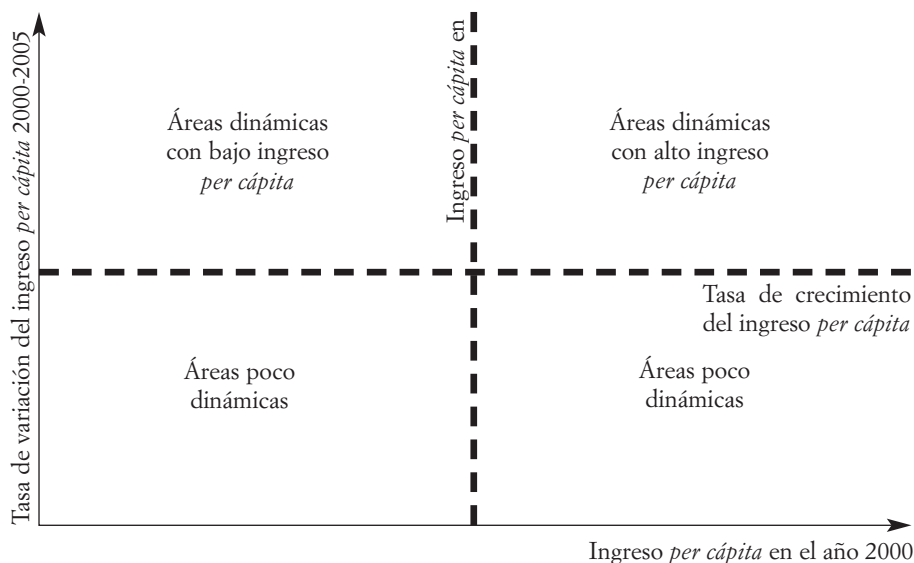 Tasa de variación del ingreso per cápita 2000-2005
Ingreso per cápita en
Áreas dinámicas
con bajo ingreso
per cápita
Áreas dinámicas
con alto ingreso
per cápita
Tasa de crecimiento
del ingreso per cápita
Áreas poco
dinámicas
Áreas poco
dinámicas
Ingreso per cápita en el año 2000